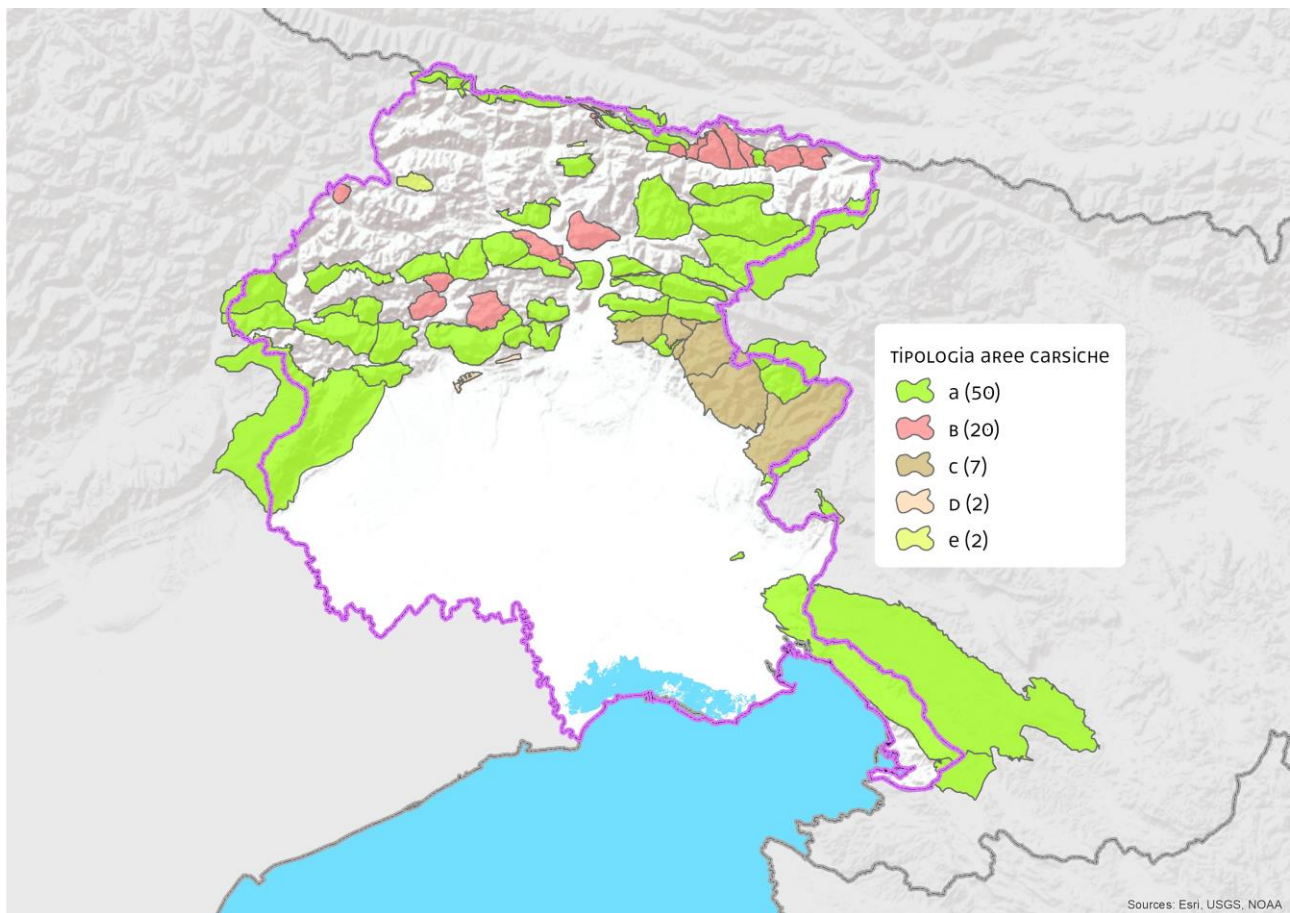 Tipologia aree carsiche
a (50)
B (20)
c (7)
D (2)
e (2)
Sources: Esri, USGS, NOAA